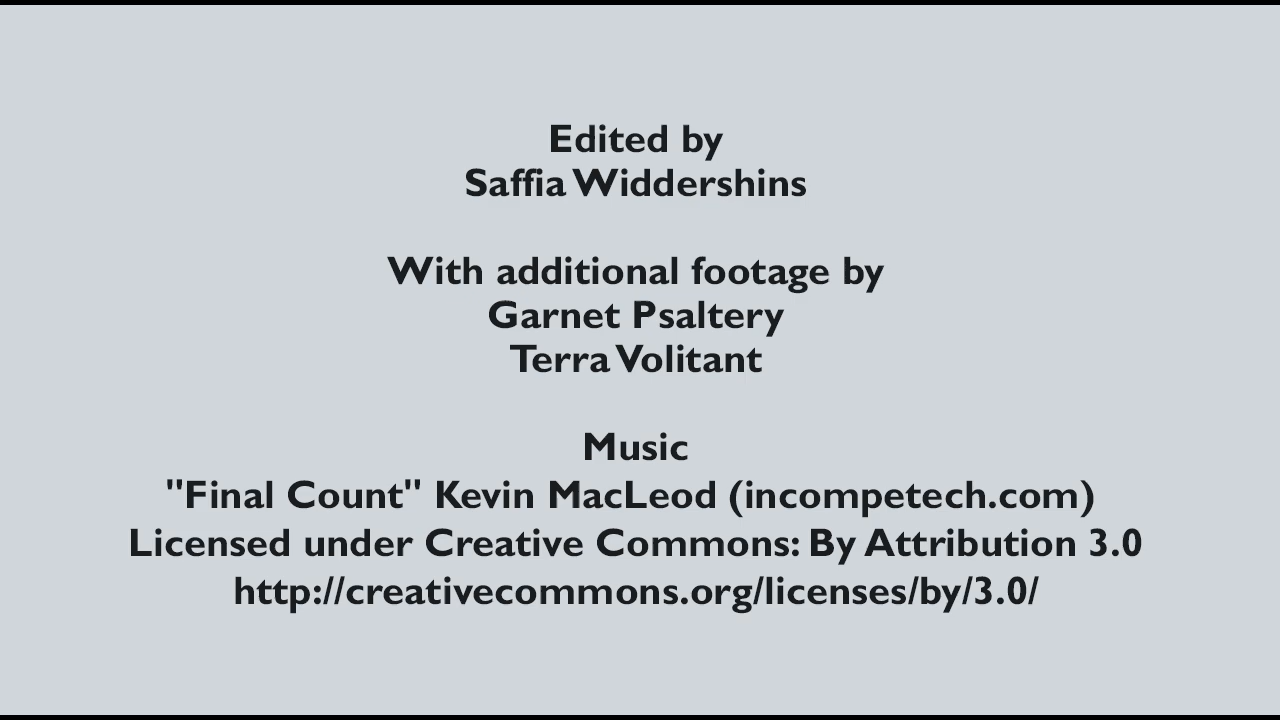 Edited by
Saffia Widdershins
With additional footage by
Garnet Psaltery
Terra Volitant
Music
"Final Count" Kevin MacLeod (incompetech.com)
Licensed under Creative Commons: By Attribution 3.0
http://creativecommons.org/licenses/by/3.0/